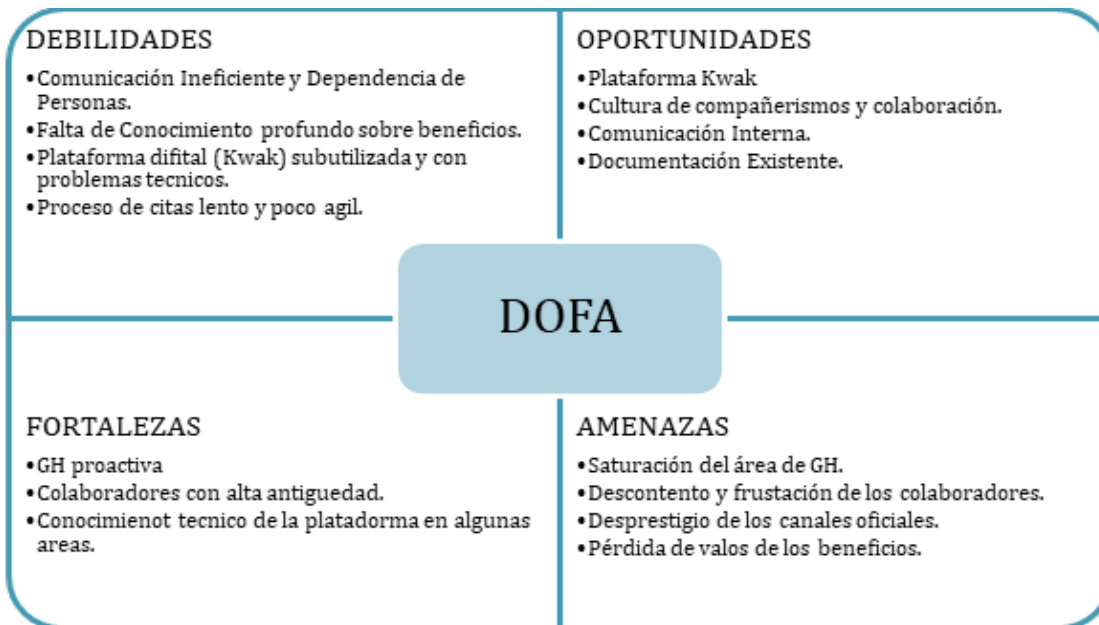 DEBILIDADES
•Comunicación Ineficiente y Dependencia de
Personas.
•Falta de Conocimiento profundo sobre beneficios.
•Plataforma difital (Kwak) subutilizada y con
problemas tecnicos.
•Proceso de citas lento y poco agil.
OPORTUNIDADES
•Plataforma Kwak
•Cultura de compañerismos y colaboración.
•Comunicación Interna.
•Documentación Existente.
DOFA
FORTALEZAS
•GH proactiva
•Colaboradores con alta antiguedad.
•Conocimienot tecnico de la platadorma en algunas
areas.
AMENAZAS
•Saturación del área de GH.
•Descontento y frustación de los colaboradores.
•Desprestigio de los canales oficiales.
•Pérdida de valos de los beneficios.